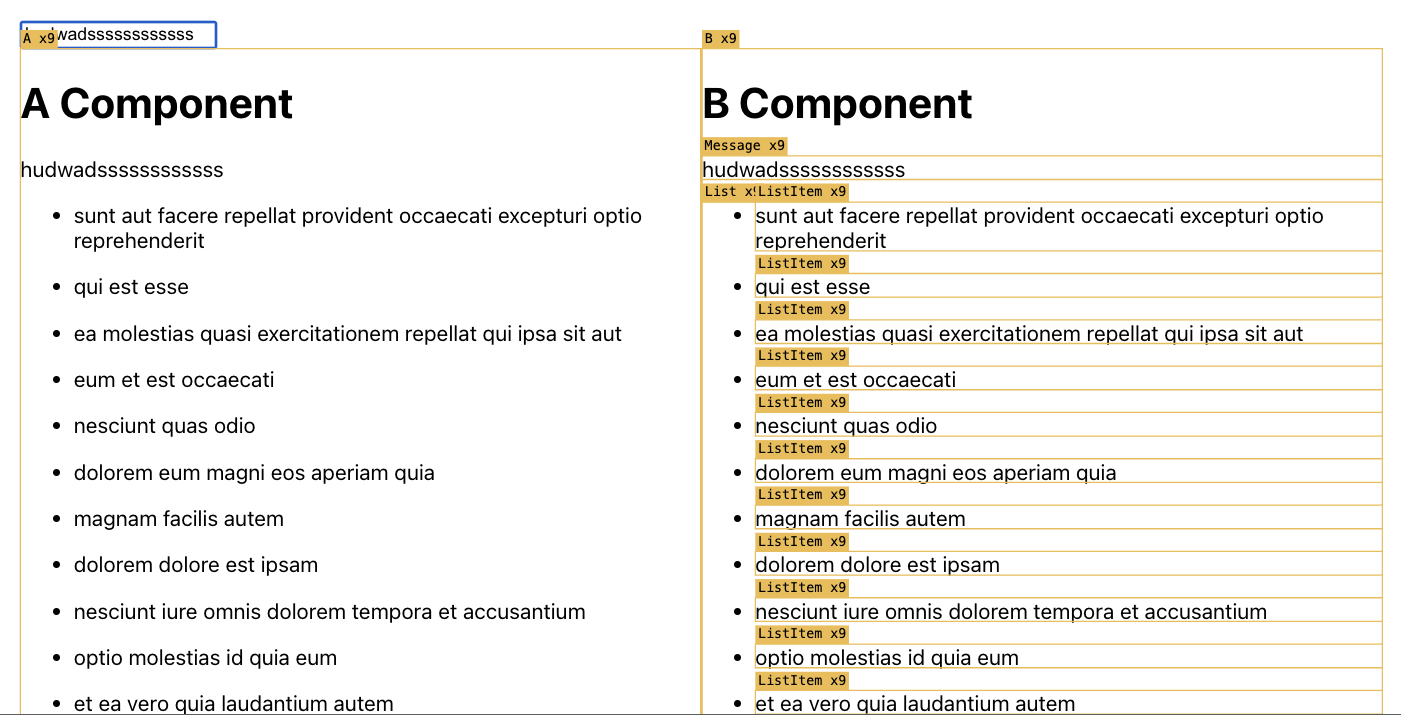 wadssssssssssss
A x9
B x9
A Component
B Component
Message x9
hudwadssssssssssss
hudwadssssssssssss
List x9
ListItem x9
sunt aut facere repellat provident occaecati excepturi optio
reprehenderit
sunt aut facere repellat provident occaecati excepturi optio
reprehenderit
ListItem x9
qui est esse
qui est esse
ListItem x9
ea molestias quasi exercitationem repellat qui ipsa sit aut
ea molestias quasi exercitationem repellat qui ipsa sit aut
ListItem x9
eum et est occaecati
eum et est occaecati
ListItem x9
nesciunt quas odio
nesciunt quas odio
ListItem x9
dolorem eum magni eos aperiam quia
dolorem eum magni eos aperiam quia
ListItem x9
magnam facilis autem
magnam facilis autem
ListItem x9
dolorem dolore est ipsam
dolorem dolore est ipsam
ListItem x9
nesciunt iure omnis dolorem tempora et accusantium
nesciunt iure omnis dolorem tempora et accusantium
ListItem x9
optio molestias id quia eum
optio molestias id quia eum
ListItem x9
et ea vero quia laudantium autem
et ea vero quia laudantium autem